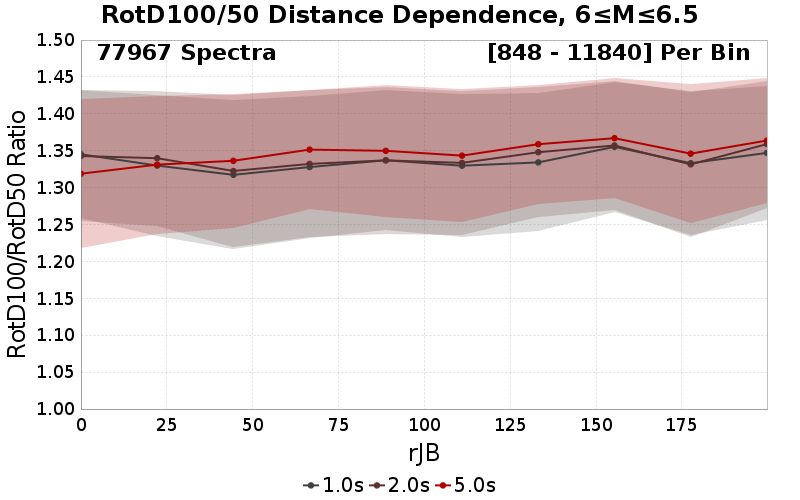 RotD100/50 Distance Dependence, 6≤M≤6.5
77967 Spectra
[848 - 11840] Per Bin
RotD100/RotD50 Ratio
1.50
1.45
1.40
1.35
1.30
1.25
1.20
1.15
1.10
1.05
1.00
0 25 50 75 100 125 150 175
rJB
1.0s 2.0s 5.0s